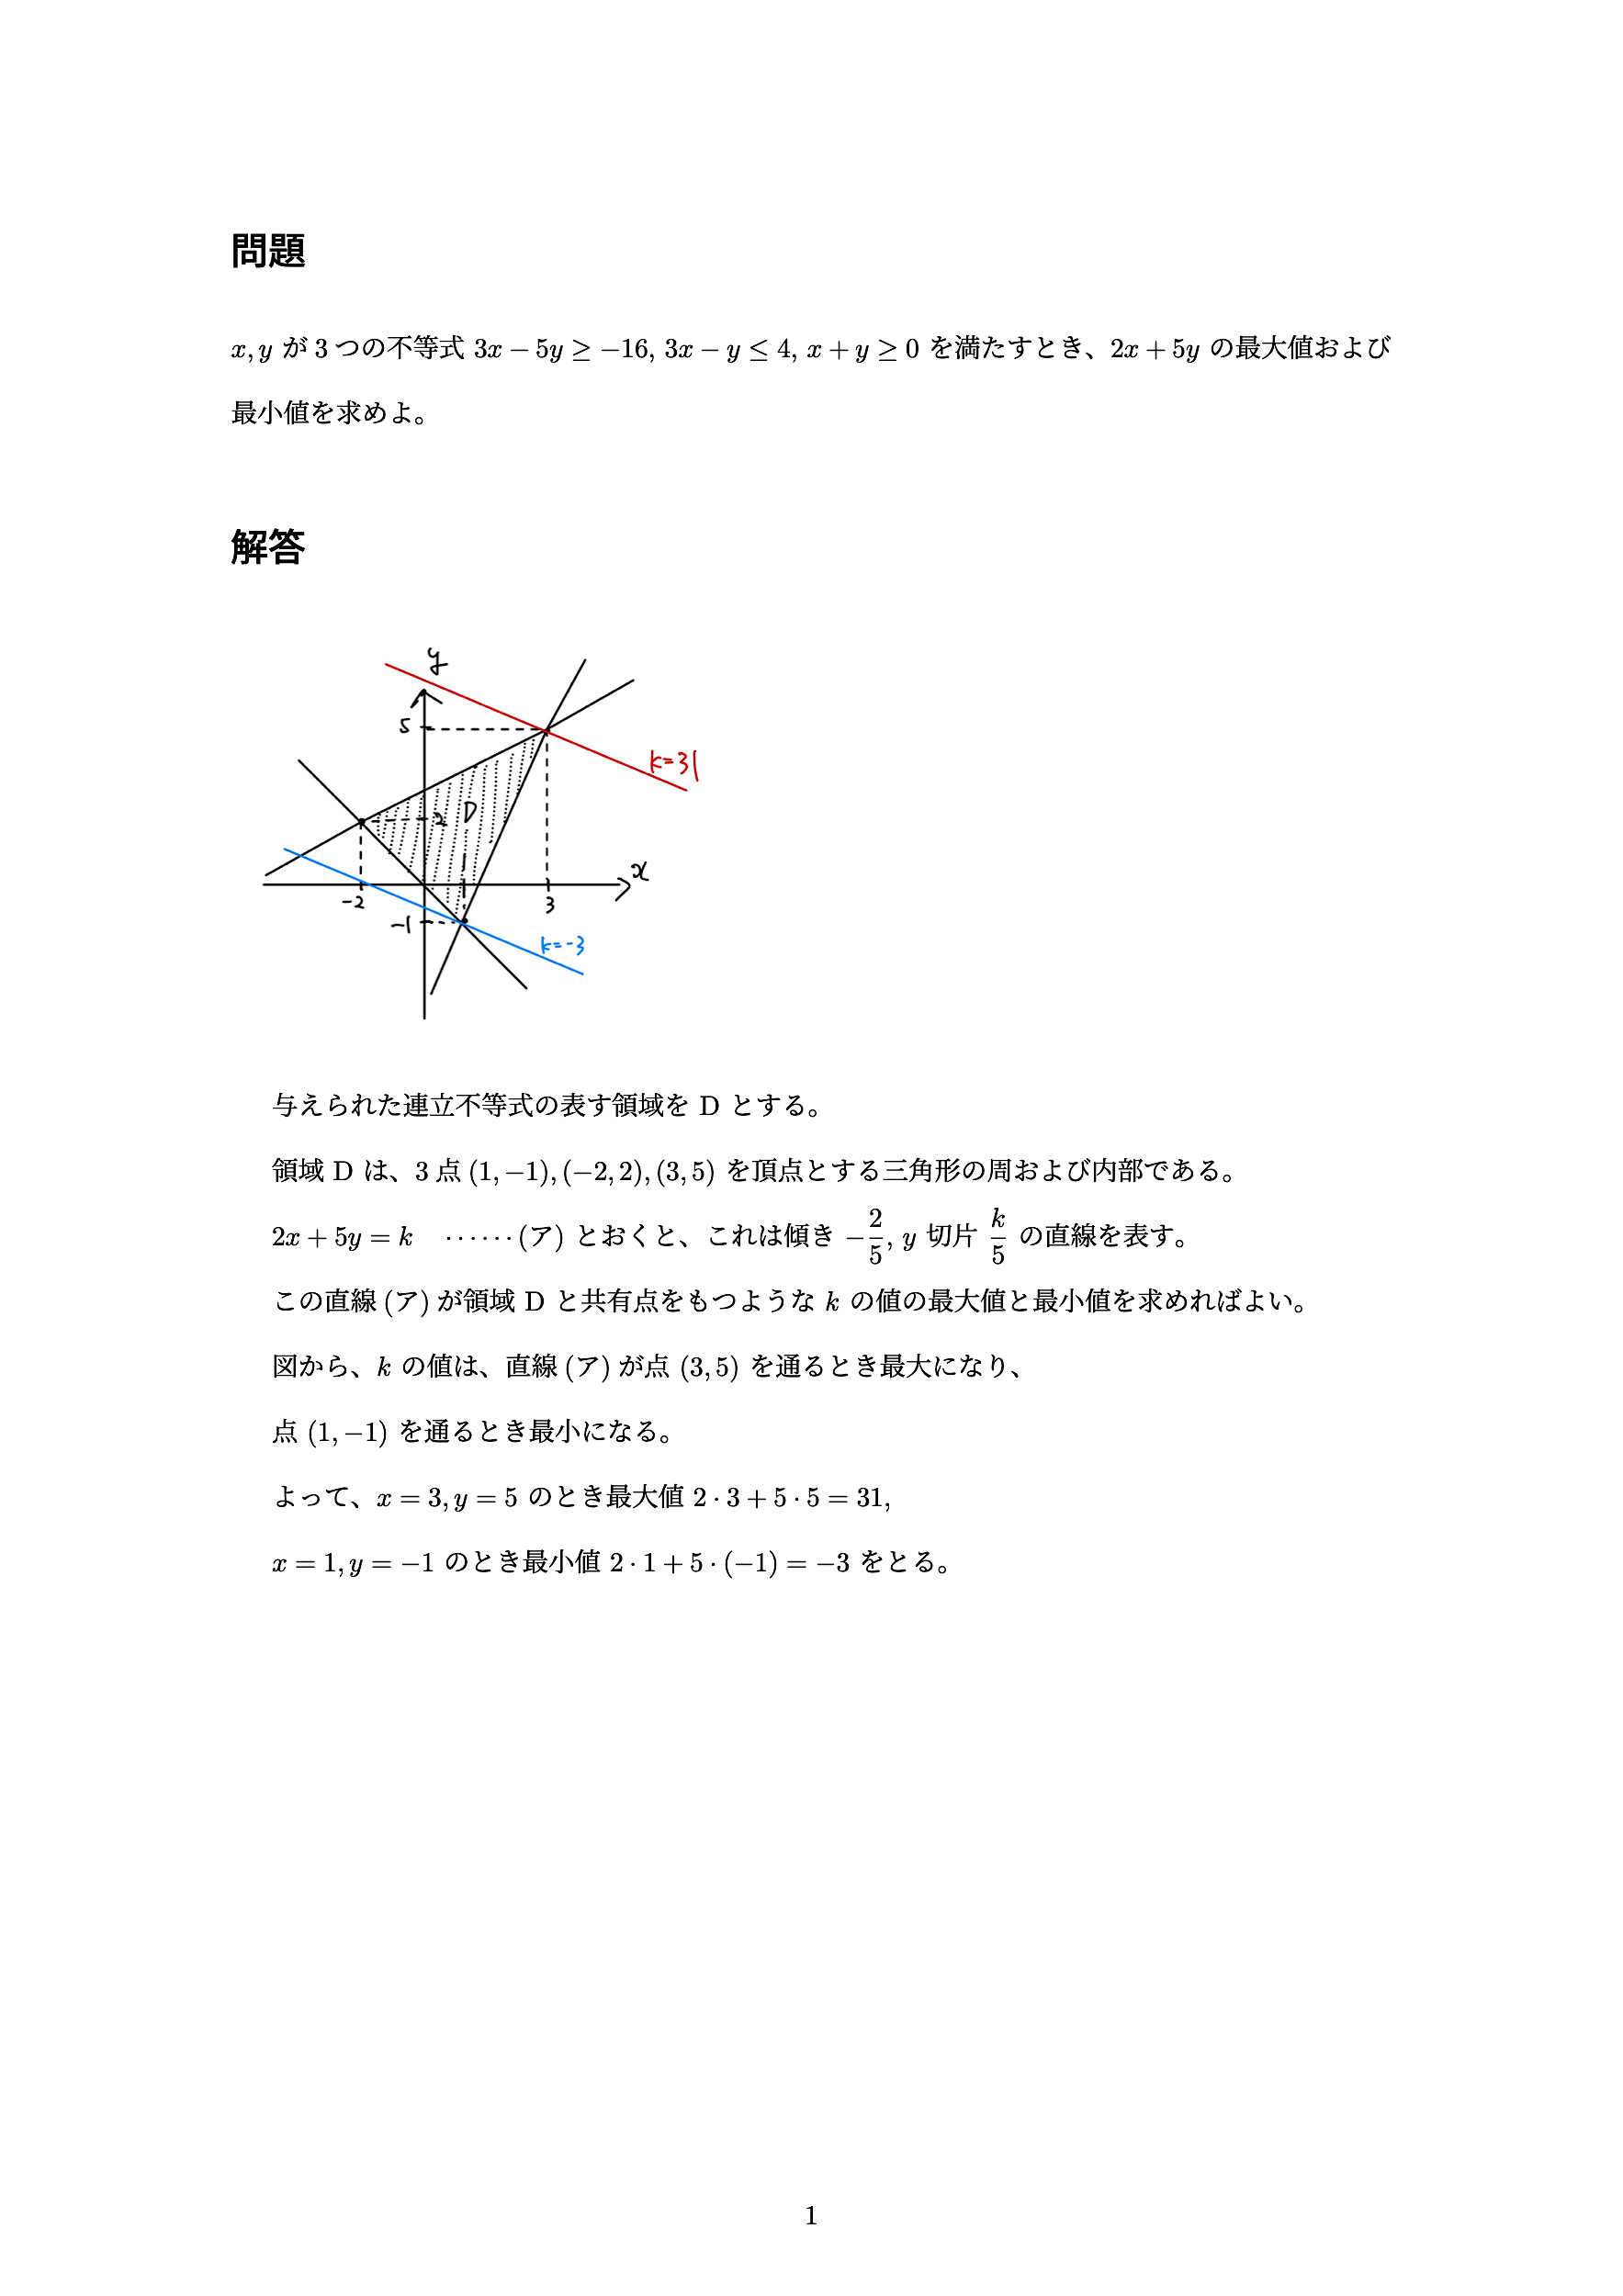 問題
x, y が 3 つの不等式 3x − 5y ≥ −16, 3x − y ≤ 4, x + y ≥ 0 を満たすとき、2x + 5y の最大値および
最小値を求めよ。
解答
y
5
k=31
D
2
1
x
-2
3
-1
k=-3
与えられた連立不等式の表す領域を D とする。
領域 D は、3 点 (1, −1), (−2, 2), (3, 5) を頂点とする三角形の周および内部である。
2x + 5y = k ⋯⋯(ア) とおくと、これは傾き −2/5, y 切片 k/5 の直線を表す。
この直線 (ア) が領域 D と共有点をもつような k の値の最大値と最小値を求めればよい。
図から、k の値は、直線 (ア) が点 (3, 5) を通るとき最大になり、
点 (1, −1) を通るとき最小になる。
よって、x = 3, y = 5 のとき最大値 2 · 3 + 5 · 5 = 31,
x = 1, y = −1 のとき最小値 2 · 1 + 5 · (−1) = −3 をとる。
1